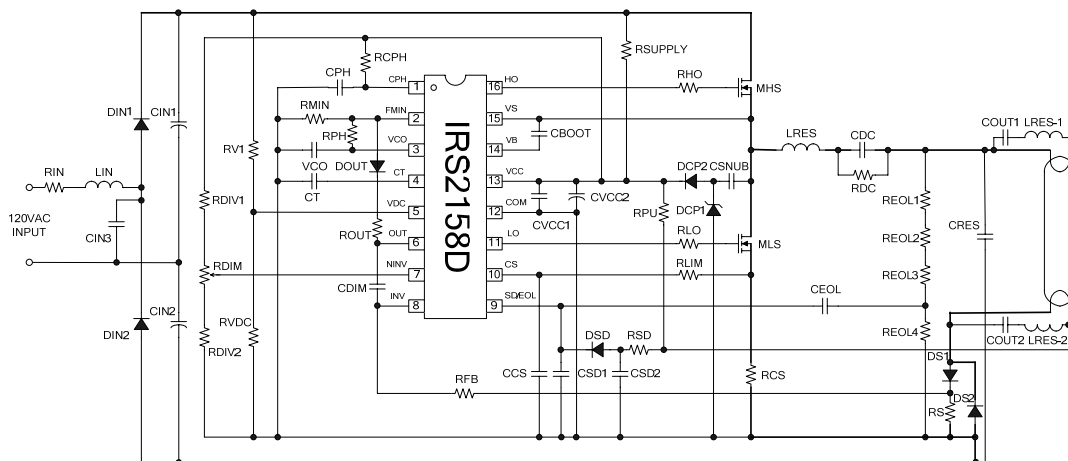 RCPH
RSUPPLY
CPH
CPH
1
16
HO
RHO
MHS
DIN1
CIN1
RMIN
FMIN
2
15
VS
COUT1 LRES-1
RPH
CBOOT
LRES
CDC
RV1
VCO
3
14
VB
VCO
DOUT
DCP2
CSNUB
RIN
LIN
CT
4
13
VCC
RDC
CT
RDIV1
VDC
5
12
COM
CVCC2
RPU
DCP1
REOL1
120VAC
INPUT
CIN3
CVCC1
ROUT
OUT
6
11
LO
RLO
MLS
REOL2
CRES
RDIM
NINV
7
10
CS
RLIM
REOL3
CDIM
INV
8
9
SD/EOL
CEOL
IRS2158D
DIN2
CIN2
RVDC
RDIV2
DSD
RSD
REOL4
COUT2 LRES-2
DS1
RFB
CCS
CSD1
CSD2
RCS
DS2
RS